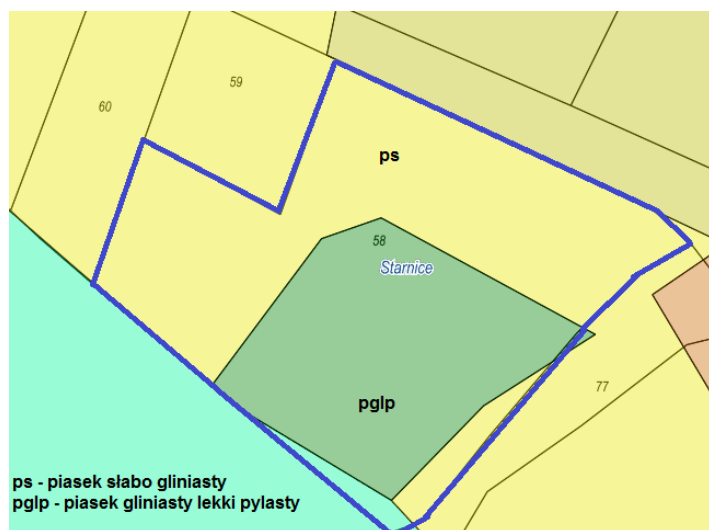 59
60
ps
58
Starnice
77
pglp
ps - piasek słabo gliniasty
pglp - piasek gliniasty lekki pylasty